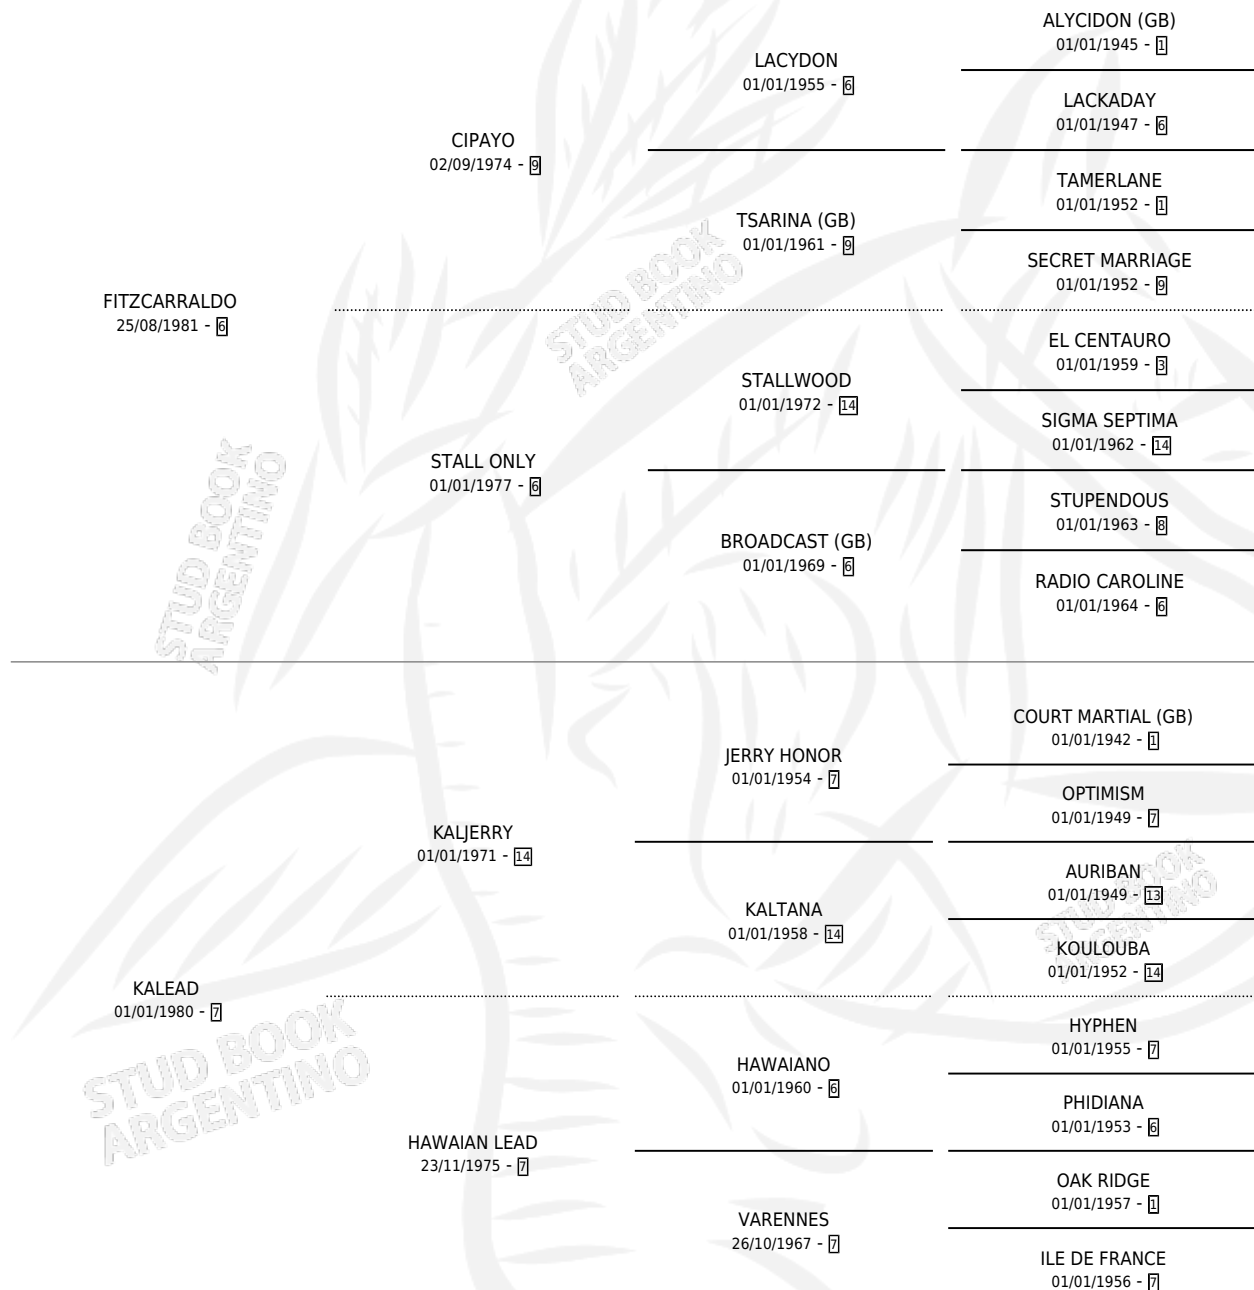 ALYCIDON (GB)
01/01/1945 - 1
LACYDON
01/01/1955 - 6
LACKADAY
01/01/1947 - 6
CIPAYO
02/09/1974 - 9
TAMERLANE
01/01/1952 - 1
TSARINA (GB)
01/01/1961 - 9
SECRET MARRIAGE
01/01/1952 - 9
FITZCARRALDO
25/08/1981 - 6
STUD BOOK
ARGENTINO
EL CENTAURO
01/01/1959 - 3
STALLWOOD
01/01/1972 - 14
SIGMA SEPTIMA
01/01/1962 - 14
STALL ONLY
01/01/1977 - 6
STUPENDOUS
01/01/1963 - 8
BROADCAST (GB)
01/01/1969 - 6
RADIO CAROLINE
01/01/1964 - 6
STUD BOOK
ARGENTINO
COURT MARTIAL (GB)
01/01/1942 - 1
JERRY HONOR
01/01/1954 - 7
OPTIMISM
01/01/1949 - 7
KALJERRY
01/01/1971 - 14
AURIBAN
01/01/1949 - 13
KALTANA
01/01/1958 - 14
KOULOUBA
01/01/1952 - 14
STUD BOOK
ARGENTINO
KALEAD
01/01/1980 - 7
HYPHEN
01/01/1955 - 7
HAWAIANO
01/01/1960 - 6
PHIDIANA
01/01/1953 - 6
STUD BOOK
ARGENTINO
HAWAIAN LEAD
23/11/1975 - 7
OAK RIDGE
01/01/1957 - 1
VARENNES
26/10/1967 - 7
ILE DE FRANCE
01/01/1956 - 7